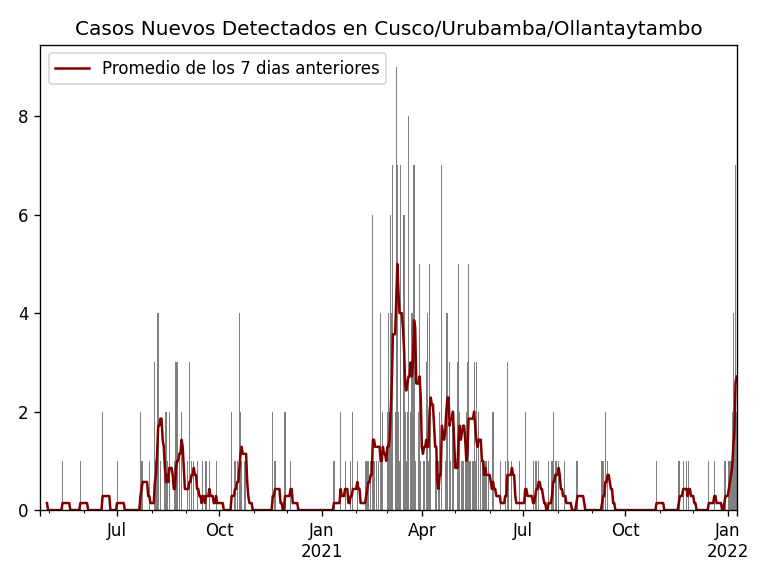 Casos Nuevos Detectados en Cusco/Urubamba/Ollantaytambo
Promedio de los 7 dias anteriores
8
6
4
2
0
Jul Oct Jan Apr Jul Oct Jan
2021 2022